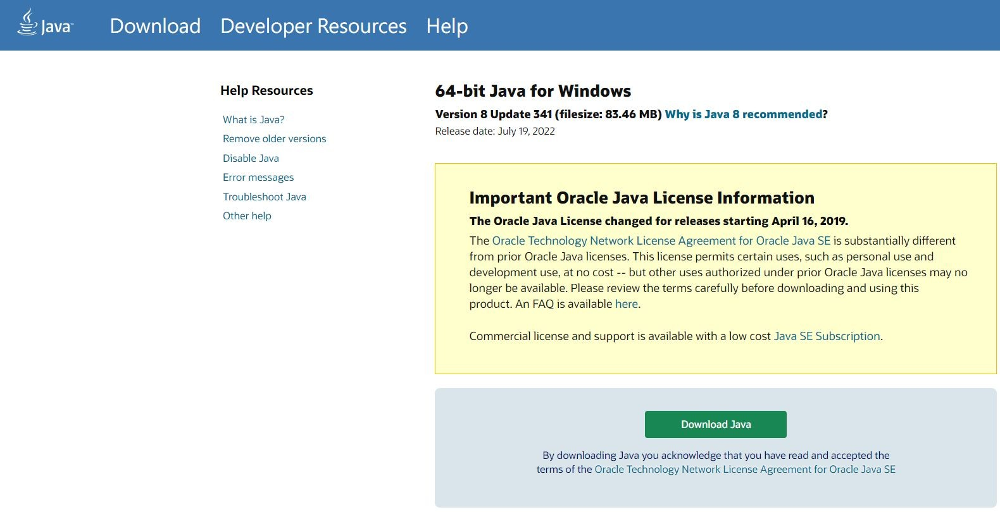 Java™
Download
Developer Resources
Help
Help Resources
What is Java?
Remove older versions
Disable Java
Error messages
Troubleshoot Java
Other help
64-bit Java for Windows
Version 8 Update 341 (filesize: 83.46 MB) Why is Java 8 recommended?
Release date: July 19, 2022
Important Oracle Java License Information
The Oracle Java License changed for releases starting April 16, 2019.
The Oracle Technology Network License Agreement for Oracle Java SE is substantially different
from prior Oracle Java licenses. This license permits certain uses, such as personal use and
development use, at no cost -- but other uses authorized under prior Oracle Java licenses may no
longer be available. Please review the terms carefully before downloading and using this
product. An FAQ is available here.
Commercial license and support is available with a low cost Java SE Subscription.
Download Java
By downloading Java you acknowledge that you have read and accepted the
terms of the Oracle Technology Network License Agreement for Oracle Java SE